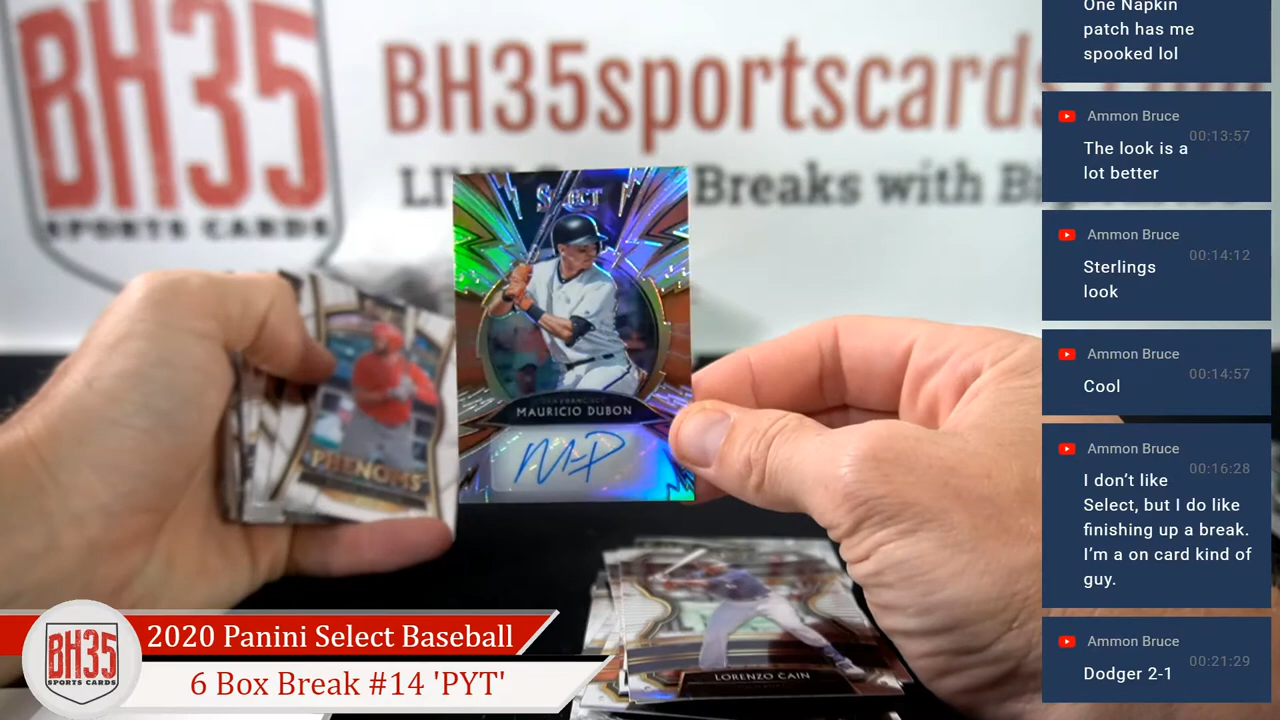 BH35
SPORTS CARDS
BH35sportscards
Breaks with
SELECT
SAN FRANCISCO
MAURICIO DUBON
PHENOMS
LORENZO CAIN
BH35
SPORTS CARDS
2020 Panini Select Baseball
6 Box Break #14 'PYT'
One Napkin
patch has me
spooked lol
Ammon Bruce
00:13:57
The look is a
lot better
Ammon Bruce
00:14:12
Sterlings
look
Ammon Bruce
00:14:57
Cool
Ammon Bruce
00:16:28
I don't like
Select, but I do like
finishing up a break.
I'm a on card kind of
guy.
Ammon Bruce
00:21:29
Dodger 2-1